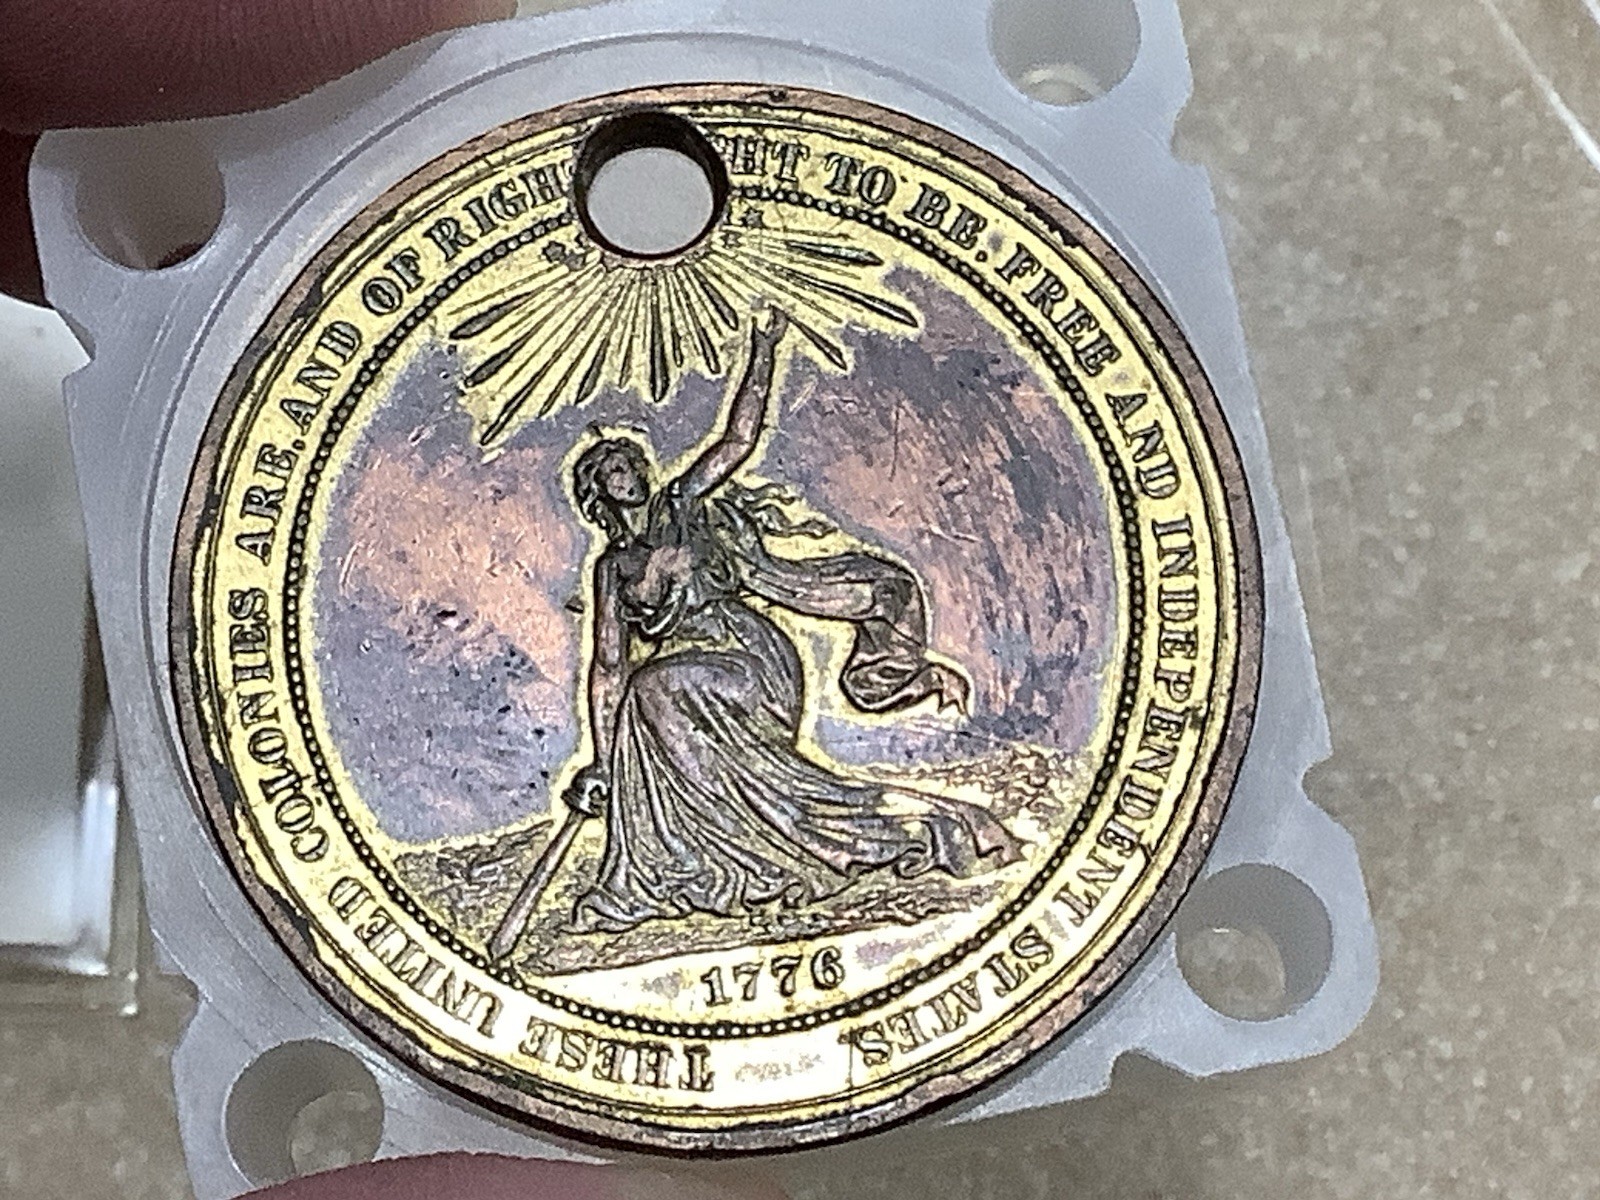 THESE UNITED COLONIES ARE, AND OF RIGH HT TO BE, FREE AND INDEPENDENT STATES,
1776